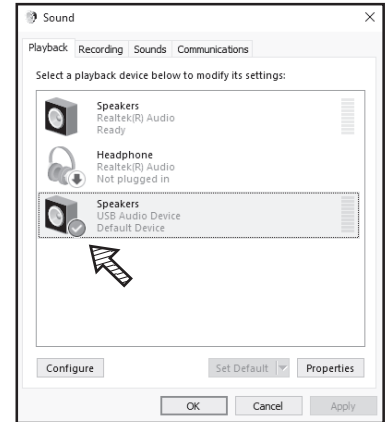 Sound
Playback Recording Sounds Communications
Select a playback device below to modify its settings:
Speakers
Realtek(R) Audio
Ready
Headphone
Realtek(R) Audio
Not plugged in
Speakers
USB Audio Device
Default Device
Configure Set Default Properties
OK Cancel Apply